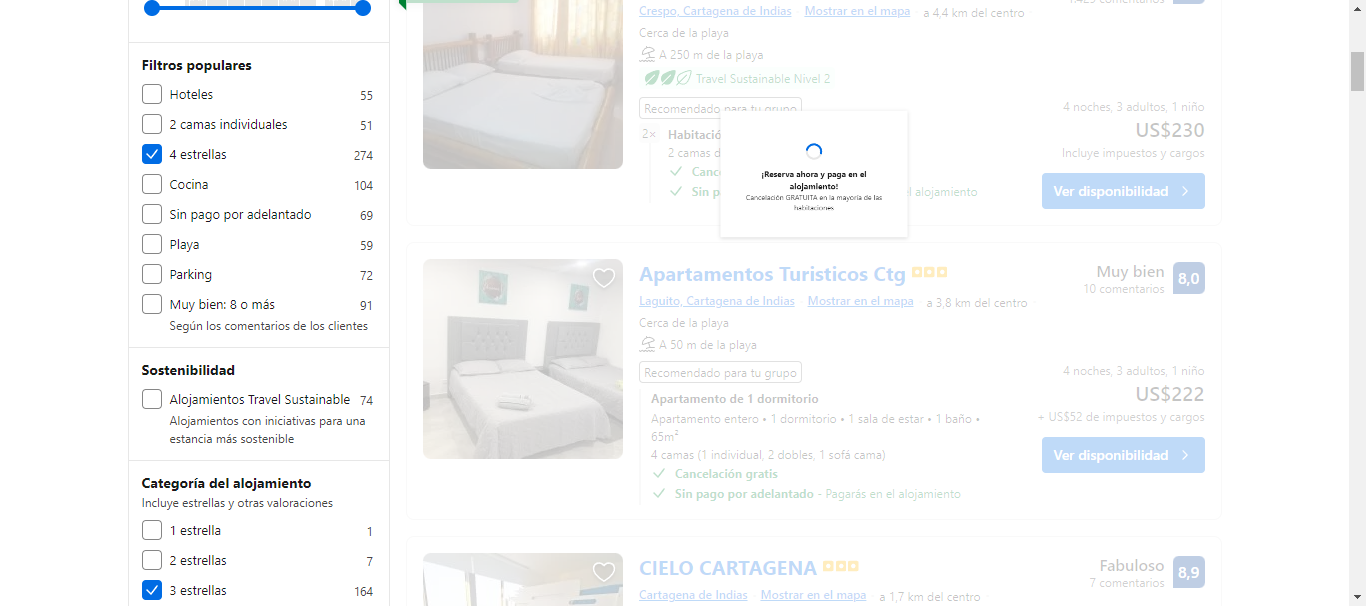 Filtros populares
Hoteles 55
2 camas individuales 51
4 estrellas 274
Cocina 104
Sin pago por adelantado 69
Playa 59
Parking 72
Muy bien: 8 o más 91
Según los comentarios de los clientes
Sostenibilidad
Alojamientos Travel Sustainable 74
Alojamientos con iniciativas para una
estancia más sostenible
Categoría del alojamiento
Incluye estrellas y otras valoraciones
1 estrella 1
2 estrellas 7
3 estrellas 164
Crespo, Cartagena de Indias Mostrar en el mapa a 4,4 km del centro
Cerca de la playa
A 250 m de la playa
Travel Sustainable Nivel 2
Recomendado para tu grupo
2×
4 noches, 3 adultos, 1 niño
US$230
Incluye impuestos y cargos
Ver disponibilidad
2 camas
el alojamiento
¡Reserva ahora y paga en el
alojamiento!
Cancelación GRATUITA en la mayoría de las
habitaciones.
Apartamentos Turisticos Ctg
Muy bien
10 comentarios
8,0
Laguito, Cartagena de Indias Mostrar en el mapa a 3,8 km del centro
Cerca de la playa
A 50 m de la playa
Recomendado para tu grupo
Apartamento de 1 dormitorio
Apartamento entero • 1 dormitorio • 1 sala de estar • 1 baño •
65m²
4 camas (1 individual, 2 dobles, 1 sofá cama)
Cancelación gratis
Sin pago por adelantado - Pagarás en el alojamiento
4 noches, 3 adultos, 1 niño
US$222
+ US$52 de impuestos y cargos
Ver disponibilidad
CIELO CARTAGENA
Fabuloso
7 comentarios
8,9
Cartagena de Indias Mostrar en el mapa a 1,7 km del centro